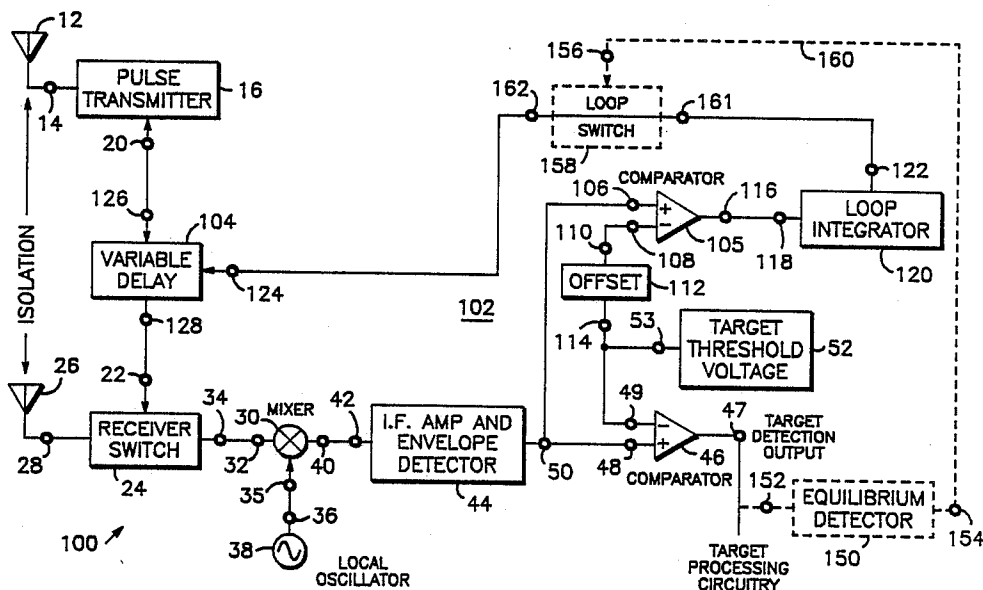 12
PULSE
TRANSMITTER
16
14
20
ISOLATION
126
104
VARIABLE
DELAY
124
128
22
26
28
RECEIVER
SWITCH
24
34
32
MIXER
30
40
35
36
38
LOCAL
OSCILLATOR
100
42
I.F. AMP AND
ENVELOPE
DETECTOR
44
50
102
156
160
162
LOOP
SWITCH
158
161
122
COMPARATOR
106
+
−
105
108
116
118
LOOP
INTEGRATOR
120
110
OFFSET
112
114
53
TARGET
THRESHOLD
VOLTAGE
52
49
−
+
48
46
47
COMPARATOR
TARGET
DETECTION
OUTPUT
152
EQUILIBRIUM
DETECTOR
150
154
TARGET
PROCESSING
CIRCUITRY